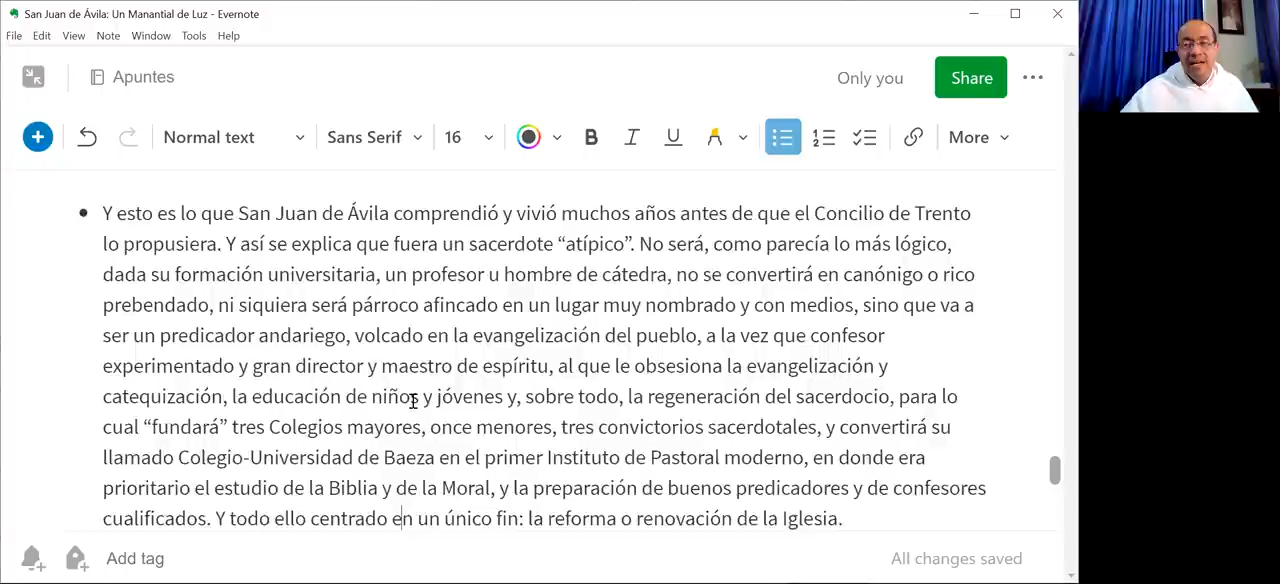 San Juan de Ávila: Un Manantial de Luz - Evernote
File Edit View Note Window Tools Help
Apuntes
Only you
Share
Normal text
Sans Serif
16
B I U A
More
Y esto es lo que San Juan de Ávila comprendió y vivió muchos años antes de que el Concilio de Trento
lo propusiera. Y así se explica que fuera un sacerdote “atípico”. No será, como parecía lo más lógico,
dada su formación universitaria, un profesor u hombre de cátedra, no se convertirá en canónigo o rico
prebendado, ni siquiera será párroco afincado en un lugar muy nombrado y con medios, sino que va a
ser un predicador andariego, volcado en la evangelización del pueblo, a la vez que confesor
experimentado y gran director y maestro de espíritu, al que le obsesiona la evangelización y
catequización, la educación de niños y jóvenes y, sobre todo, la regeneración del sacerdocio, para lo
cual “fundará” tres Colegios mayores, once menores, tres convictorios sacerdotales, y convertirá su
llamado Colegio-Universidad de Baeza en el primer Instituto de Pastoral moderno, en donde era
prioritario el estudio de la Biblia y de la Moral, y la preparación de buenos predicadores y de confesores
cualificados. Y todo ello centrado en un único fin: la reforma o renovación de la Iglesia.
Add tag
All changes saved